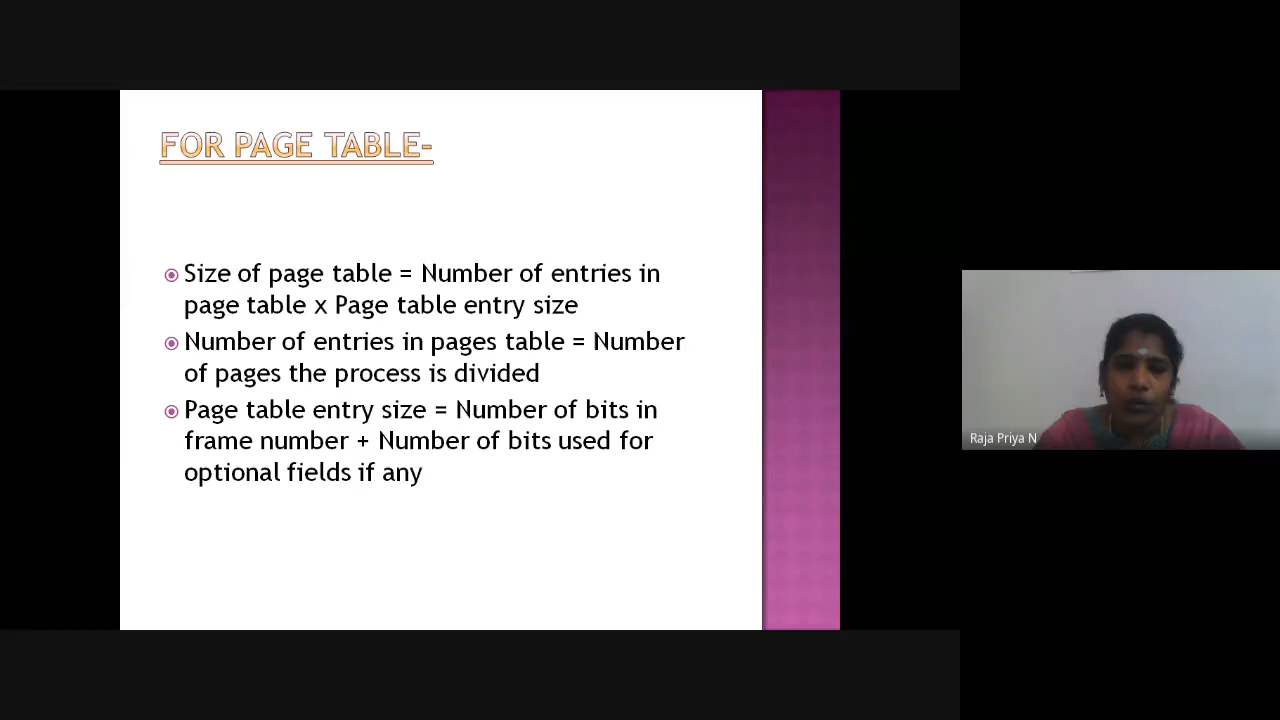 FOR PAGE TABLE-
Size of page table = Number of entries in
page table x Page table entry size
Number of entries in pages table = Number
of pages the process is divided
Page table entry size = Number of bits in
frame number + Number of bits used for
optional fields if any
Raja Priya N